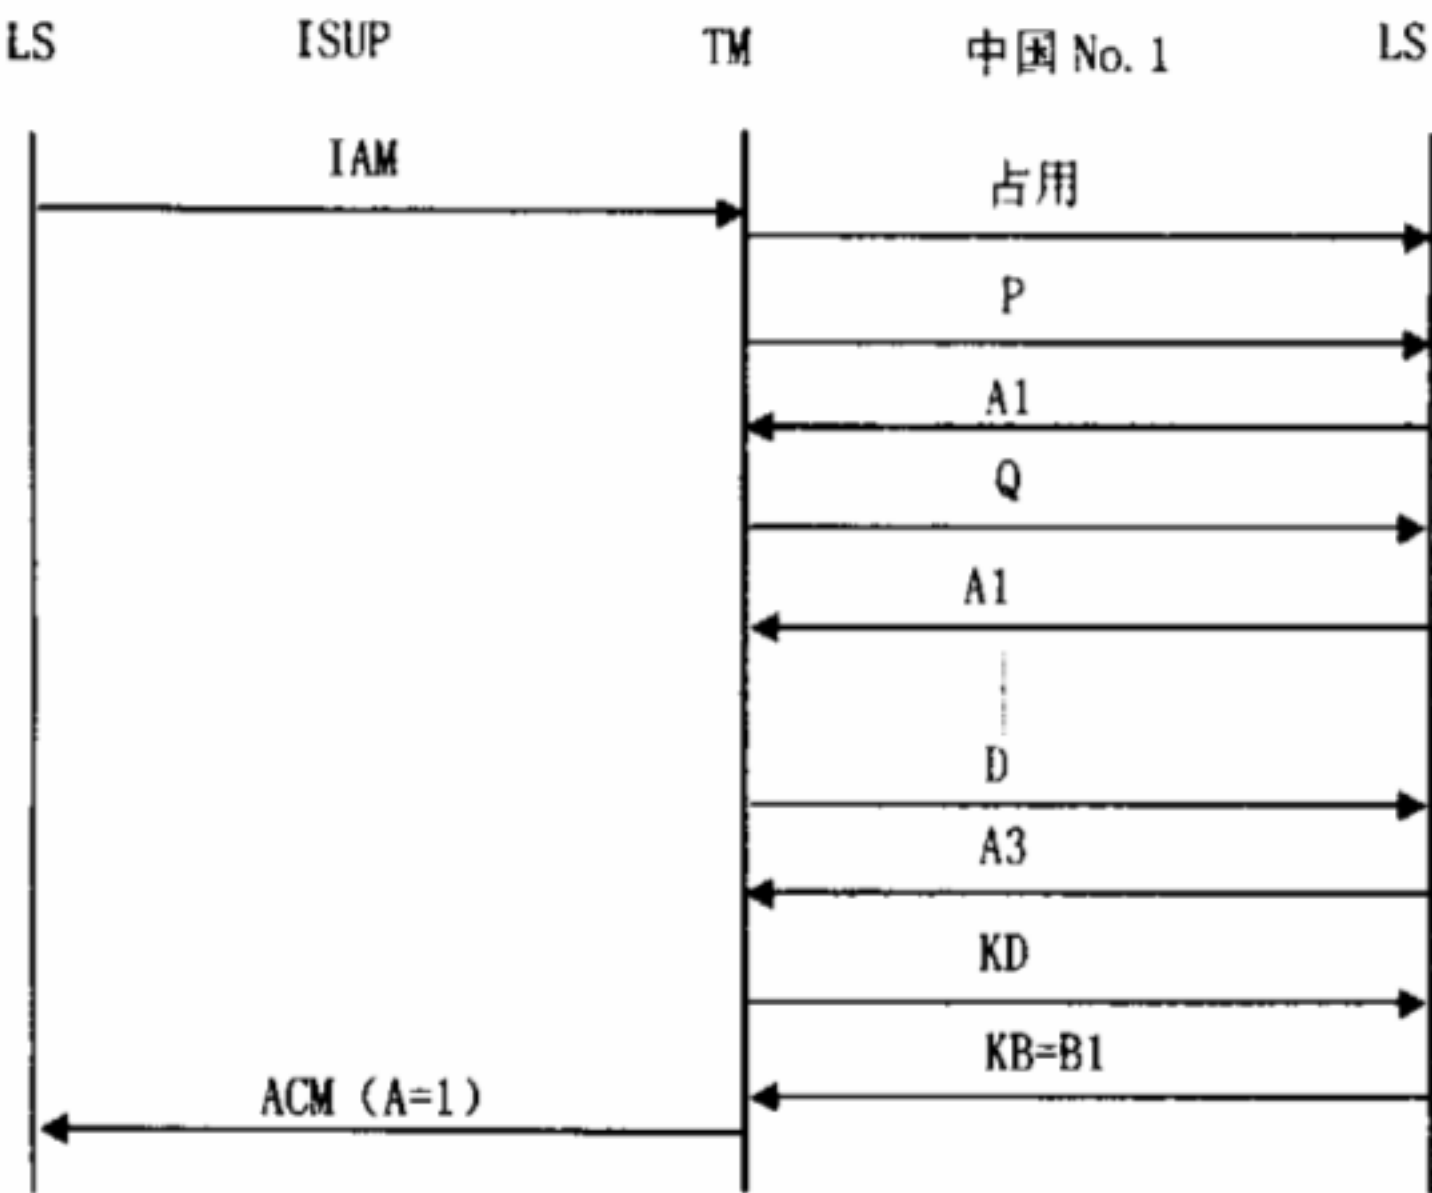 LS ISUP TM 中国 No. 1 LS
IAM
占用
P
A1
Q
A1
D
A3
KD
KB=B1
ACM (A=1)